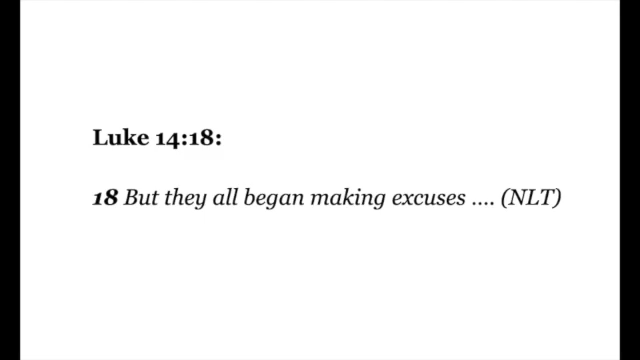 Luke 14:18:
18 But they all began making excuses .... (NLT)